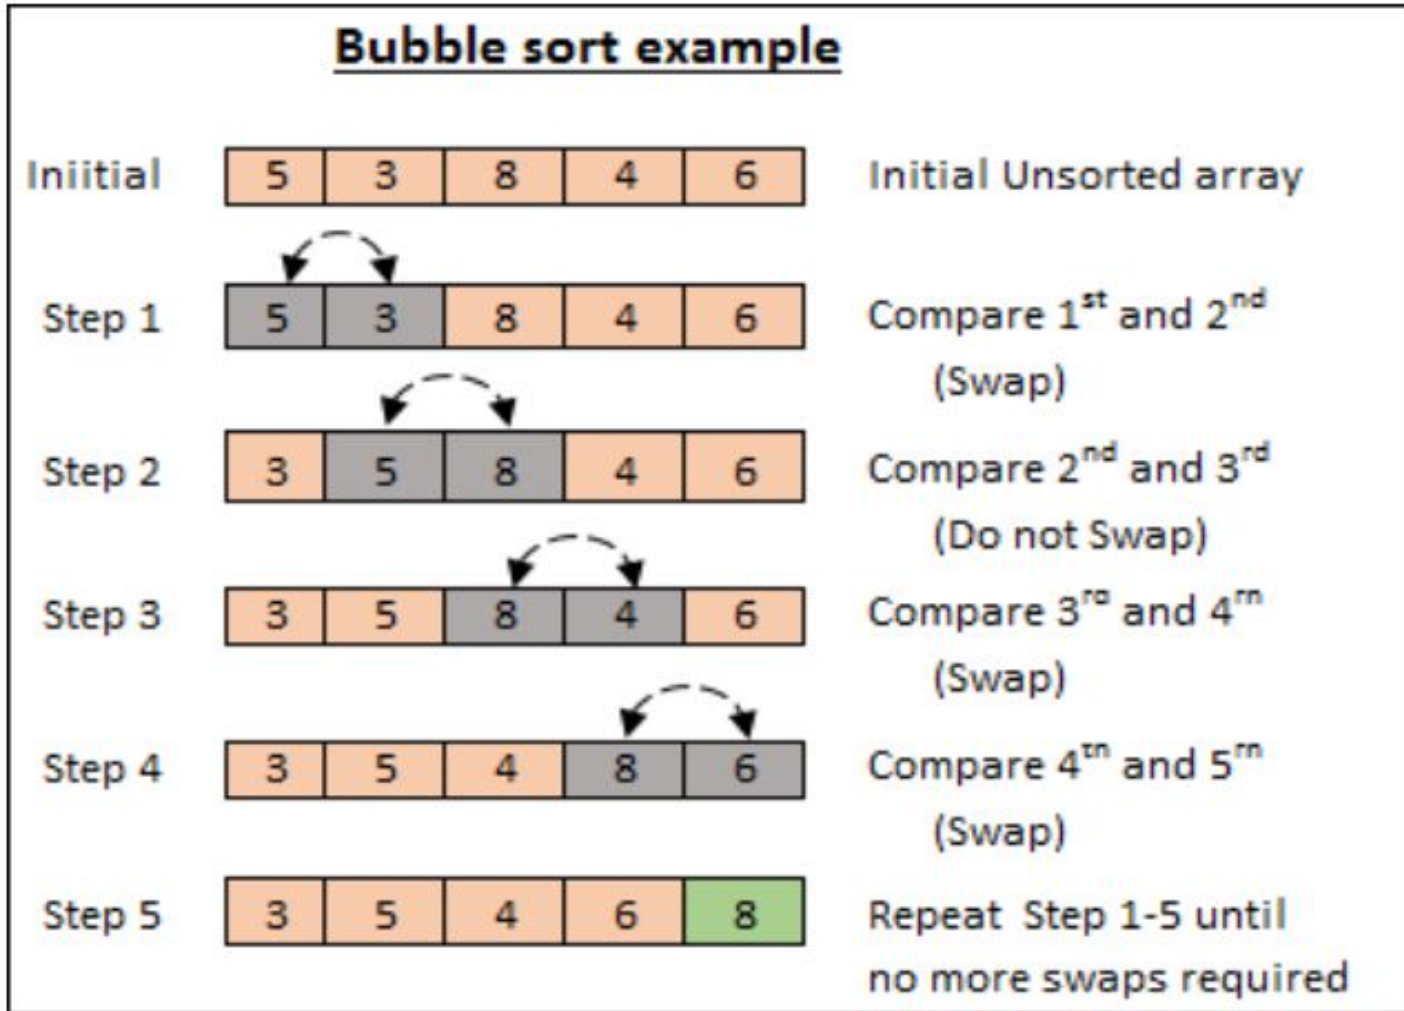 Bubble sort example
Iniitial 5 3 8 4 6 Initial Unsorted array
Step 1 5 3 8 4 6 Compare 1st and 2nd
(Swap)
Step 2 3 5 8 4 6 Compare 2nd and 3rd
(Do not Swap)
Step 3 3 5 8 4 6 Compare 3rd and 4th
(Swap)
Step 4 3 5 4 8 6 Compare 4th and 5th
(Swap)
Step 5 3 5 4 6 8 Repeat Step 1-5 until
no more swaps required